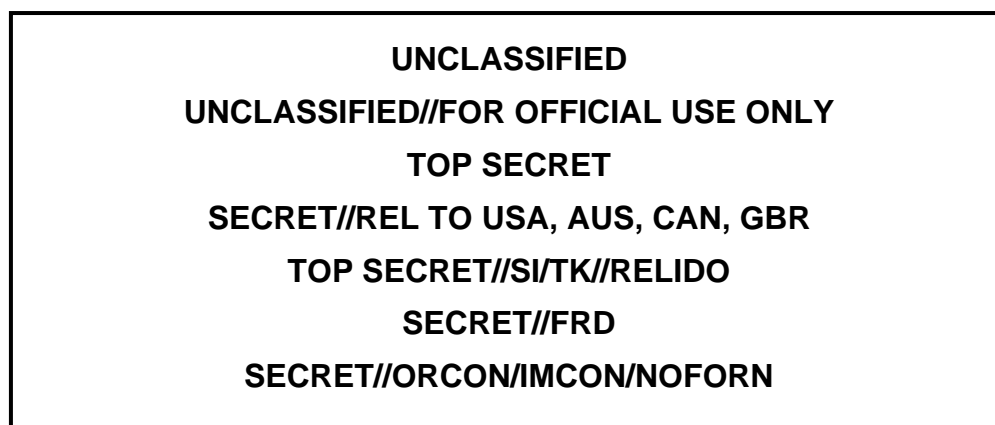 UNCLASSIFIED
UNCLASSIFIED//FOR OFFICIAL USE ONLY
TOP SECRET
SECRET//REL TO USA, AUS, CAN, GBR
TOP SECRET//SI/TK//RELIDO
SECRET//FRD
SECRET//ORCON/IMCON/NOFORN